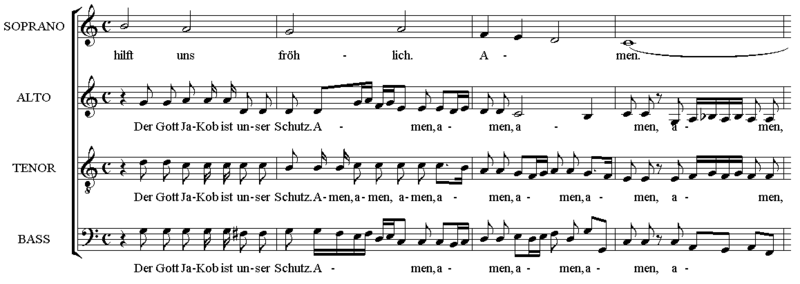 SOPRANO
hilft uns fröh - lich. A - men.
ALTO
Der Gott Ja-Kob ist un-ser Schutz. A - men, a - men, a - men, a - men,
TENOR
Der Gott Ja-Kob ist un-ser Schutz. A-men, a-men, a-men, a - men, a - men, a - men, a - men,
BASS
Der Gott Ja-Kob ist un-ser Schutz. A - men, a - men, a - men, a - men, a -